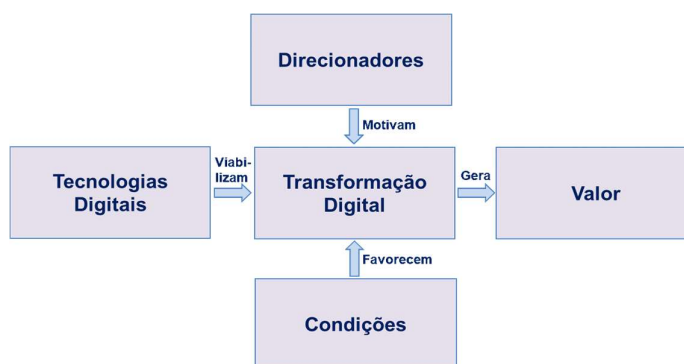 Direcionadores
Motivam
Viabi-
lizam
Tecnologias
Digitais
Transformação
Digital
Gera
Valor
Favorecem
Condições